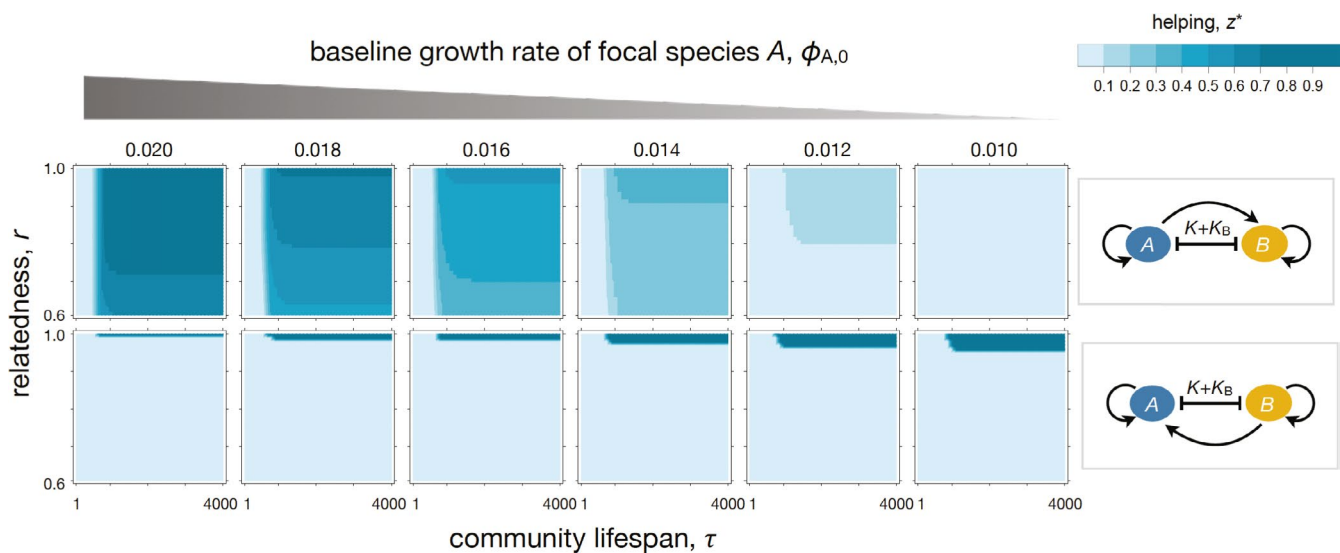 helping, z*
baseline growth rate of focal species A, ϕA,0
0.1 0.2 0.3 0.4 0.5 0.6 0.7 0.8 0.9
0.020 0.018 0.016 0.014 0.012 0.010
1.0
K+KB
A B
0.6
relatedness, r
1.0
K+KB
A B
0.6
1 4000 1 4000 1 4000 1 4000 1 4000 1 4000
community lifespan, τ